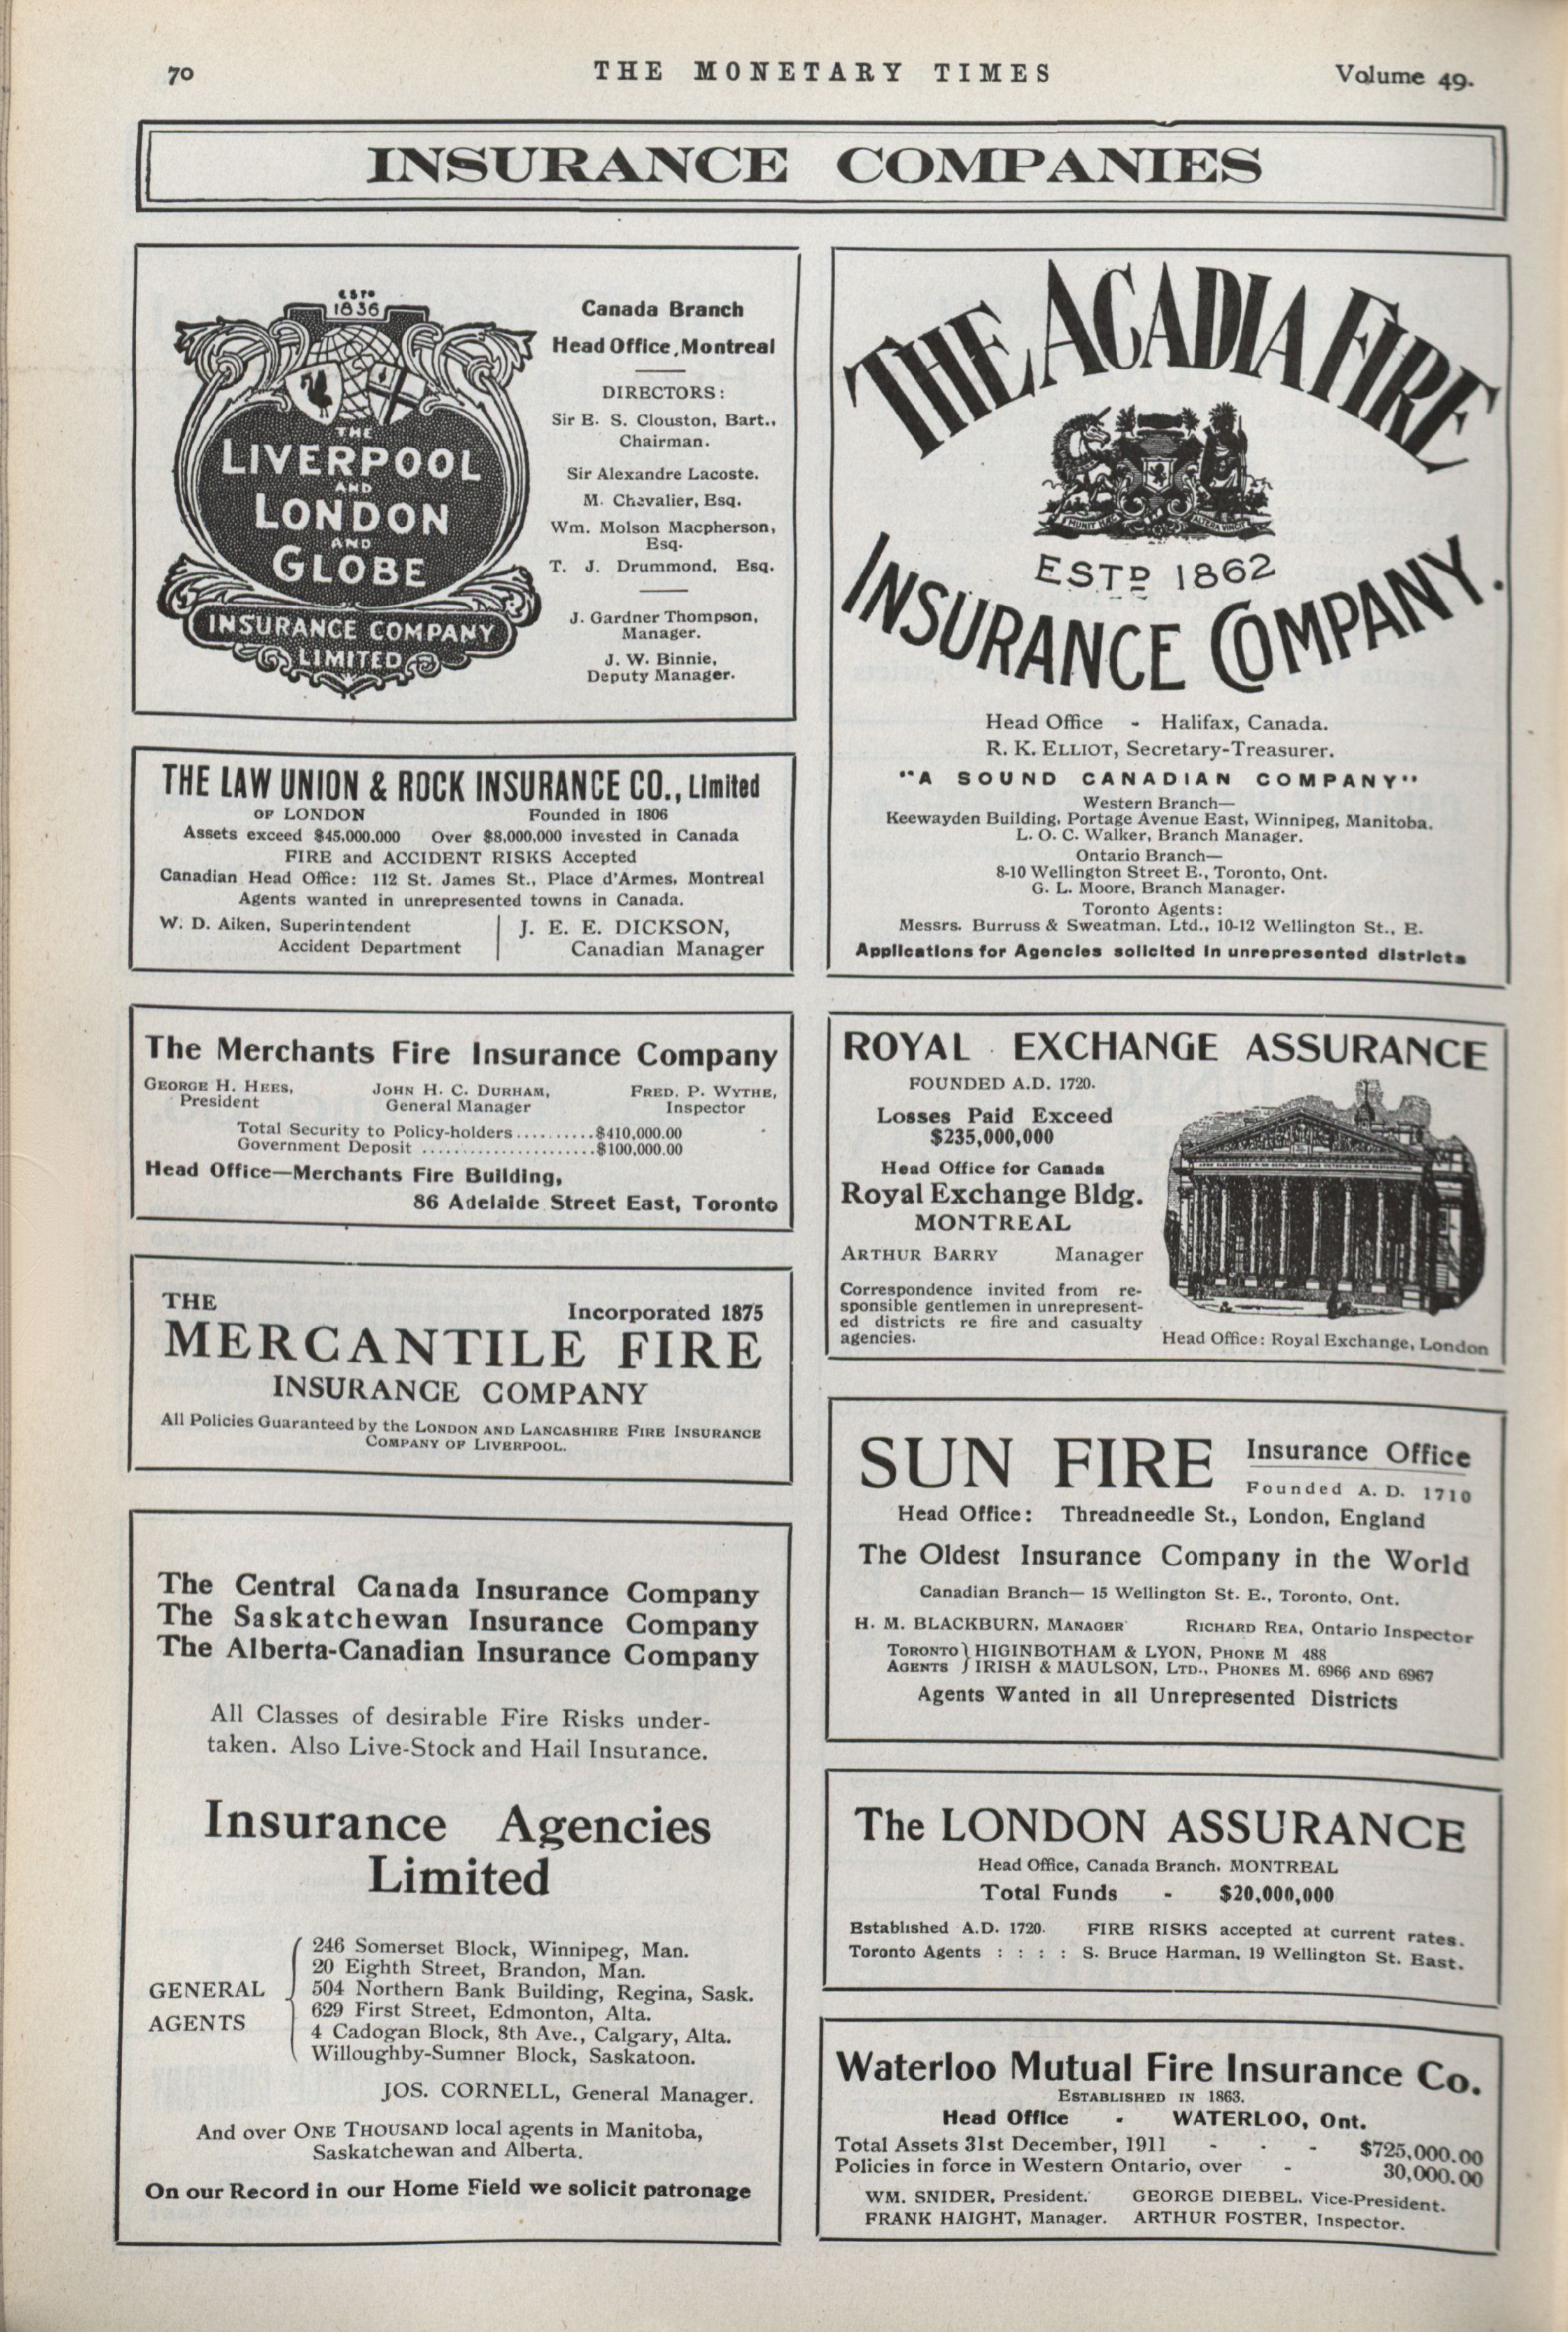 70
THE MONETARY TIMES
Volume 49.
INSURANCE COMPANIES
ESTD
1836
THE
LIVERPOOL
AND
LONDON
AND
GLOBE
INSURANCE COMPANY
LIMITED
Canada Branch
Head Office, Montreal
DIRECTORS:
Sir E. S. Clouston, Bart.,
Chairman.
Sir Alexandre Lacoste.
M. Chevalier, Esq.
Wm. Molson Macpherson,
Esq.
T. J. Drummond, Esq.
J. Gardner Thompson,
Manager.
J. W. Binnie,
Deputy Manager.
THE LAW UNION & ROCK INSURANCE CO., Limited
OF LONDON Founded in 1806
Assets exceed $45,000,000 Over $8,000,000 invested in Canada
FIRE and ACCIDENT RISKS Accepted
Canadian Head Office: 112 St. James St., Place d'Armes, Montreal
Agents wanted in unrepresented towns in Canada.
W. D. Aiken, Superintendent
Accident Department
J. E. E. DICKSON,
Canadian Manager
The Merchants Fire Insurance Company
GEORGE H. HEES, JOHN H. C. DURHAM, FRED. P. WYTHE,
President General Manager Inspector
Total Security to Policy-holders..........$410,000.00
Government Deposit ......................$100,000.00
Head Office—Merchants Fire Building,
86 Adelaide Street East, Toronto
THE
Incorporated 1875
MERCANTILE FIRE
INSURANCE COMPANY
All Policies Guaranteed by the LONDON AND LANCASHIRE FIRE INSURANCE
COMPANY OF LIVERPOOL.
The Central Canada Insurance Company
The Saskatchewan Insurance Company
The Alberta-Canadian Insurance Company
All Classes of desirable Fire Risks under-
taken. Also Live-Stock and Hail Insurance.
Insurance Agencies
Limited
GENERAL
AGENTS
246 Somerset Block, Winnipeg, Man.
20 Eighth Street, Brandon, Man.
504 Northern Bank Building, Regina, Sask.
629 First Street, Edmonton, Alta.
4 Cadogan Block, 8th Ave., Calgary, Alta.
Willoughby-Sumner Block, Saskatoon.
JOS. CORNELL, General Manager.
And over ONE THOUSAND local agents in Manitoba,
Saskatchewan and Alberta.
On our Record in our Home Field we solicit patronage
THE ACADIA FIRE
MUNIT HÆC ALTERA VINCIT
ESTD 1862
INSURANCE COMPANY.
Head Office - Halifax, Canada.
R. K. ELLIOT, Secretary-Treasurer.
"A SOUND CANADIAN COMPANY"
Western Branch—
Keewayden Building, Portage Avenue East, Winnipeg, Manitoba.
L. O. C. Walker, Branch Manager.
Ontario Branch—
8-10 Wellington Street E., Toronto, Ont.
G. L. Moore, Branch Manager.
Toronto Agents:
Messrs. Burruss & Sweatman, Ltd., 10-12 Wellington St., E.
Applications for Agencies solicited in unrepresented districts
ROYAL EXCHANGE ASSURANCE
FOUNDED A.D. 1720.
Losses Paid Exceed
$235,000,000
Head Office for Canada
Royal Exchange Bldg.
MONTREAL
ARTHUR BARRY Manager
Correspondence invited from re-
sponsible gentlemen in unrepresent-
ed districts re fire and casualty
agencies.
Head Office: Royal Exchange, London
SUN FIRE Insurance Office
Founded A. D. 1710
Head Office: Threadneedle St., London, England
The Oldest Insurance Company in the World
Canadian Branch— 15 Wellington St. E., Toronto, Ont.
H. M. BLACKBURN, MANAGER RICHARD REA, Ontario Inspector
TORONTO HIGINBOTHAM & LYON, PHONE M 488
AGENTS IRISH & MAULSON, LTD., PHONES M. 6966 AND 6967
Agents Wanted in all Unrepresented Districts
The LONDON ASSURANCE
Head Office, Canada Branch, MONTREAL
Total Funds - $20,000,000
Established A.D. 1720. FIRE RISKS accepted at current rates.
Toronto Agents : : : : S. Bruce Harman, 19 Wellington St. East.
Waterloo Mutual Fire Insurance Co.
ESTABLISHED IN 1863.
Head Office - WATERLOO, Ont.
Total Assets 31st December, 1911 - - - $725,000.00
Policies in force in Western Ontario, over - 30,000.00
WM. SNIDER, President. GEORGE DIEBEL, Vice-President.
FRANK HAIGHT, Manager. ARTHUR FOSTER, Inspector.